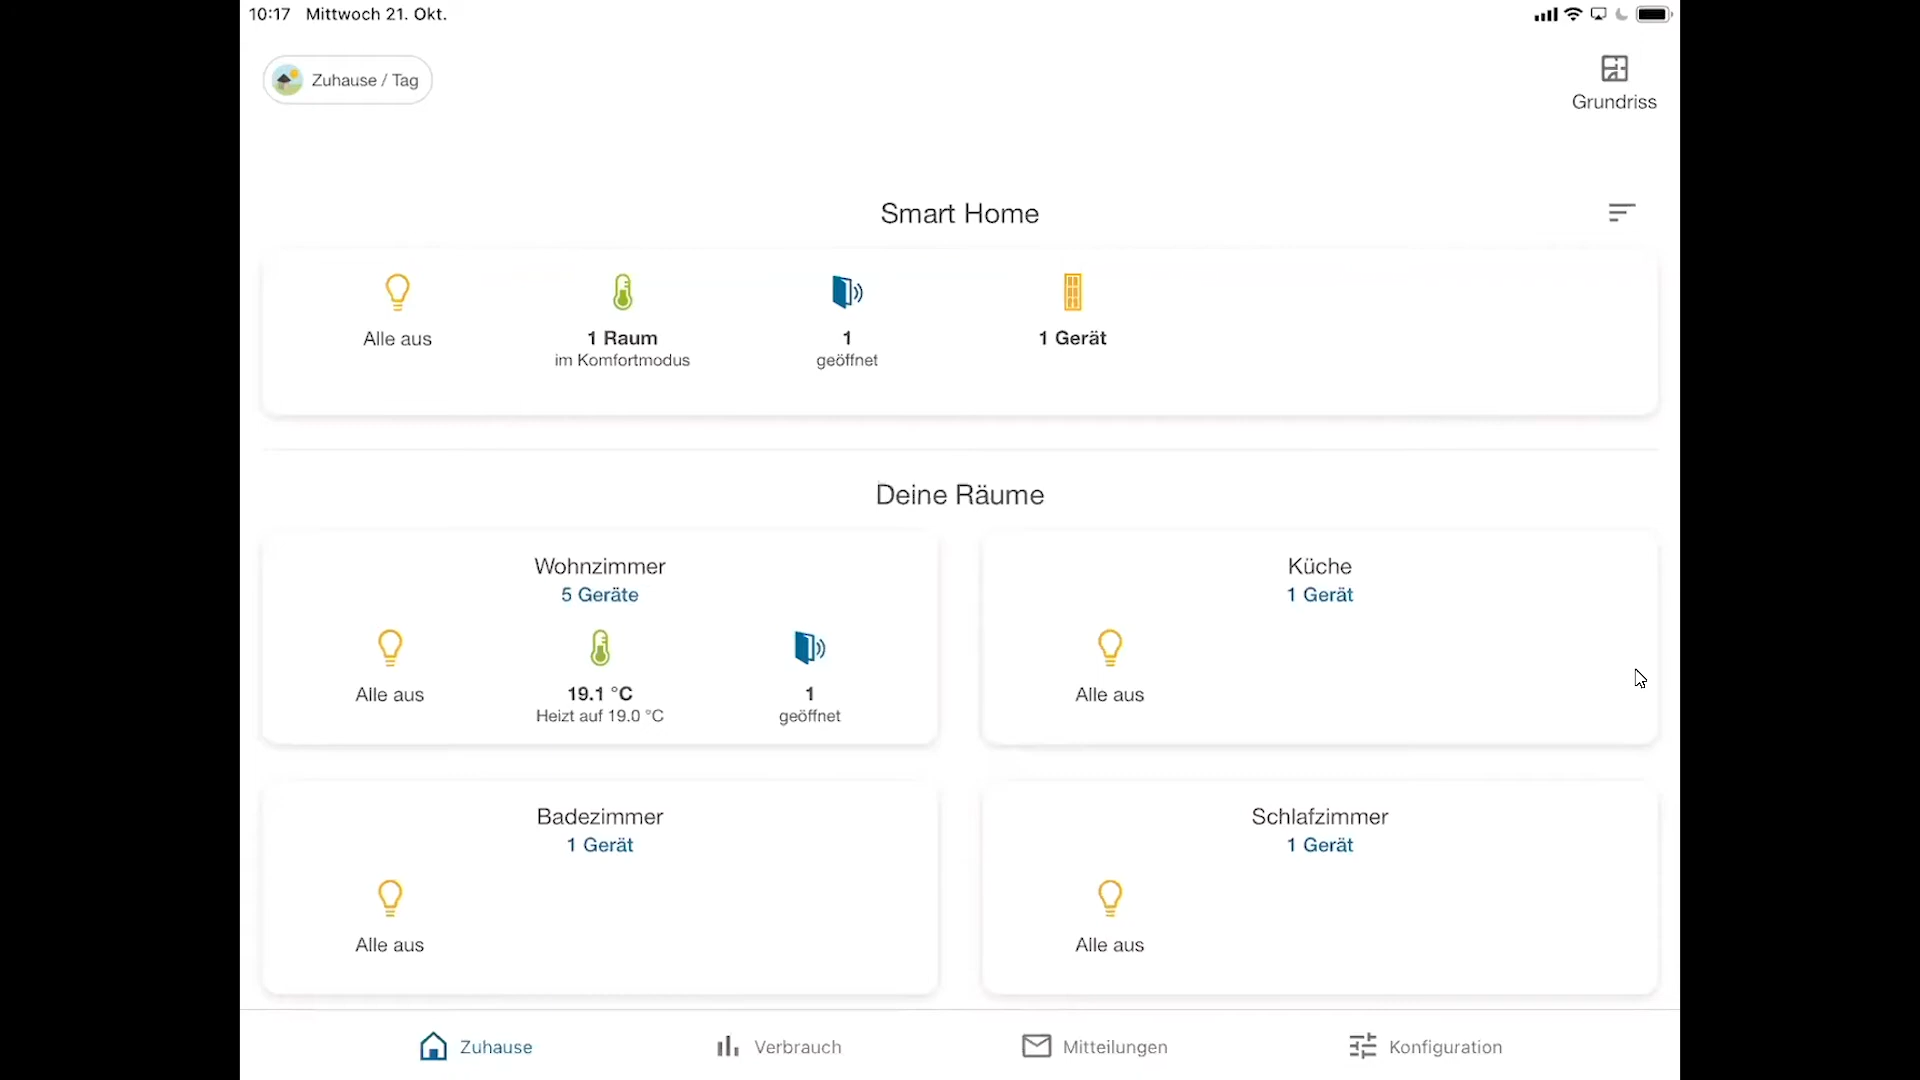 10:17 Mittwoch 21. Okt.
Zuhause / Tag
Grundriss
Smart Home
Alle aus
1 Raum
im Komfortmodus
1
geöffnet
1 Gerät
Deine Räume
Wohnzimmer
5 Geräte
Alle aus
19.1 °C
Heizt auf 19.0 °C
1
geöffnet
Küche
1 Gerät
Alle aus
Badezimmer
1 Gerät
Alle aus
Schlafzimmer
1 Gerät
Alle aus
Zuhause
Verbrauch
Mitteilungen
Konfiguration